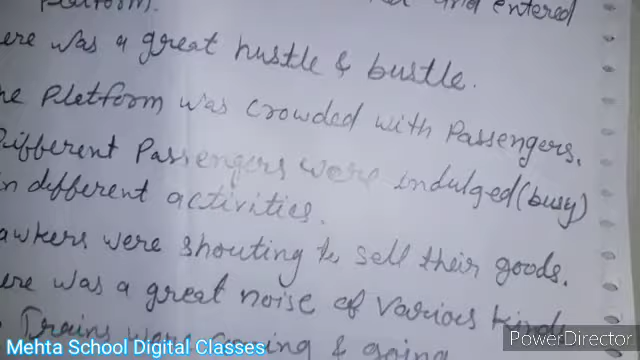 Platform. and entered
ere was a great hustle & bustle.
he Platform was crowded with Passengers.
Different Passengers were indulged (busy)
in different activities.
awkers were shouting to sell their goods.
ere was a great noise of various kind
Trains were coming & going
Mehta School Digital Classes
PowerDirector